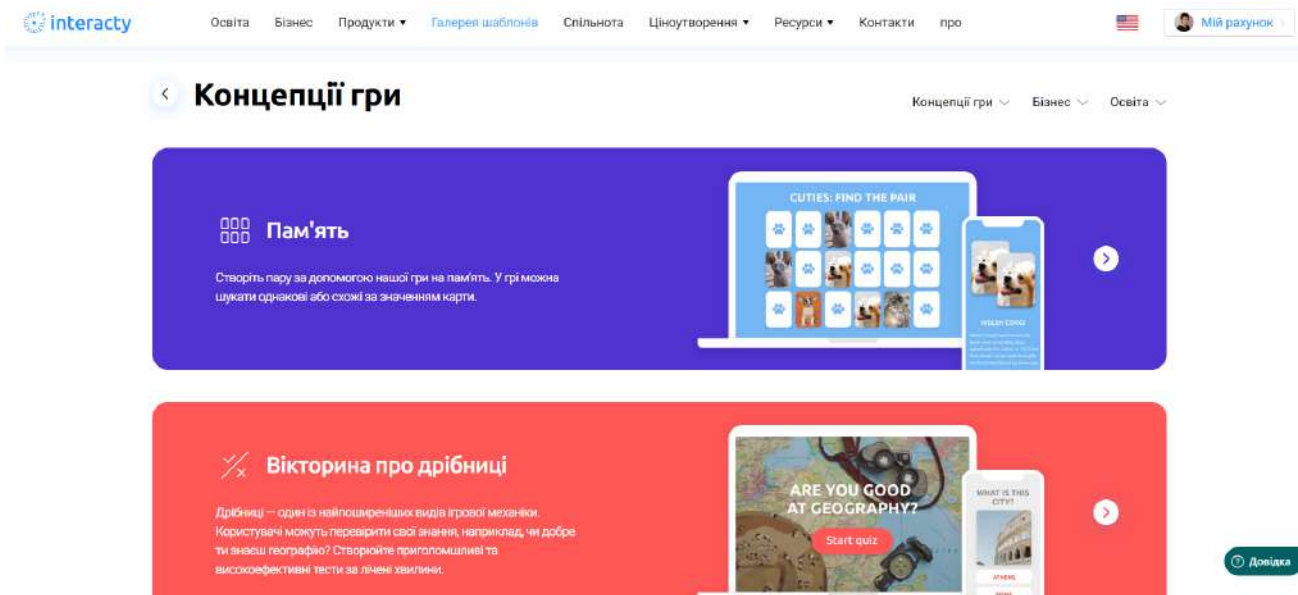 interacty
Освіта Бізнес Продукти ▾ Галерея шаблонів Спільнота Ціноутворення ▾ Ресурси ▾ Контакти про
Мій рахунок
Концепції гри
Концепції гри Бізнес Освіта
Пам'ять
Створіть пару за допомогою нашої гри на пам'ять. У грі можна
шукати однакові або схожі за значенням карти.
CUTIES: FIND THE PAIR
WELSH CORGI
Вікторина про дрібниці
Дрібниці — один із найпоширеніших видів ігрової механіки.
Користувачі можуть перевірити свої знання, наприклад, чи добре
ти знаєш географію? Створюйте приголомшливі та
високоефективні тести за лічені хвилини.
ARE YOU GOOD
AT GEOGRAPHY?
Start quiz
WHAT IS THIS
CITY?
ATHENS
Довідка